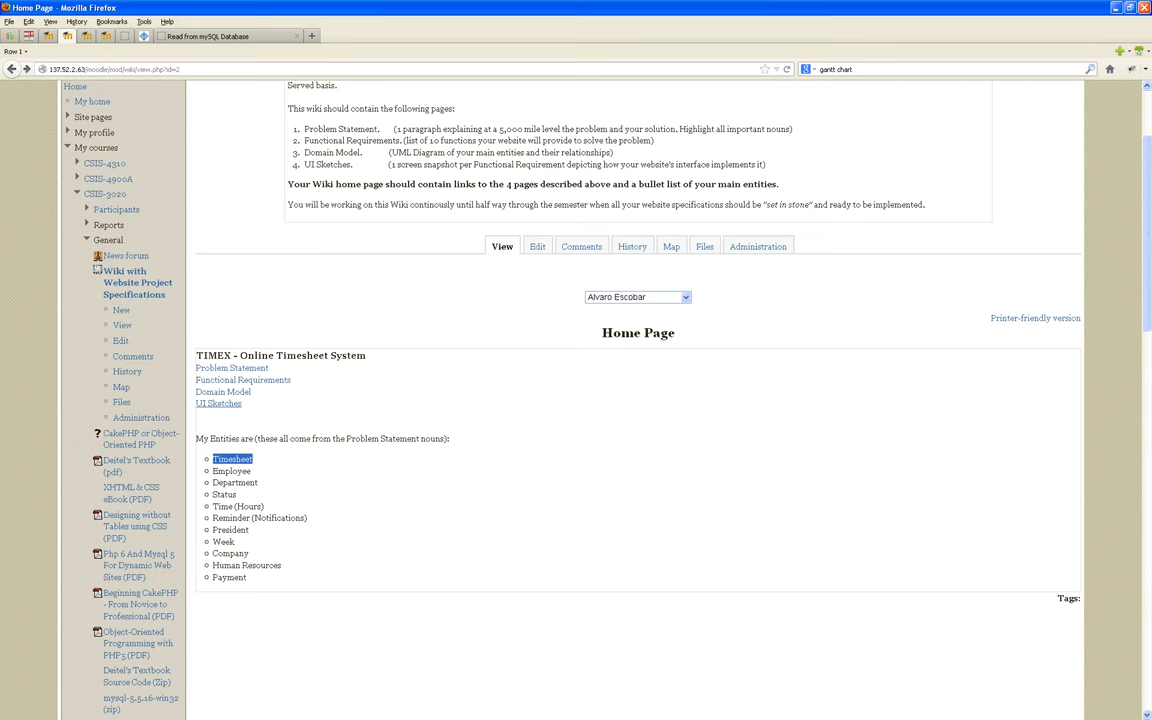 Home Page - Mozilla Firefox
File Edit View History Bookmarks Tools Help
Read from mySQL Database
Row 1
137.52.2.63/moodle/mod/wiki/view.php?id=2
gantt chart
Home
My home
Site pages
My profile
My courses
CSIS-4310
CSIS-4900A
CSIS-3020
Participants
Reports
General
News forum
Wiki with
Website Project
Specifications
New
View
Edit
Comments
History
Map
Files
Administration
CakePHP or Object-
Oriented PHP
Deitel's Textbook
(pdf)
XHTML & CSS
eBook (PDF)
Designing without
Tables using CSS
(PDF)
Php 6 And Mysql 5
For Dynamic Web
Sites (PDF)
Beginning CakePHP
- From Novice to
Professional (PDF)
Object-Oriented
Programming with
PHP5 (PDF)
Deitel's Textbook
Source Code (Zip)
mysql-5.5.16-win32
(zip)
Served basis.
This wiki should contain the following pages:
1. Problem Statement. (1 paragraph explaining at a 5,000 mile level the problem and your solution. Highlight all important nouns)
2. Functional Requirements. (list of 10 functions your website will provide to solve the problem)
3. Domain Model. (UML Diagram of your main entities and their relationships)
4. UI Sketches. (1 screen snapshot per Functional Requirement depicting how your website's interface implements it)
Your Wiki home page should contain links to the 4 pages described above and a bullet list of your main entities.
You will be working on this Wiki continously until half way through the semester when all your website specifications should be "set in stone" and ready to be implemented.
View Edit Comments History Map Files Administration
Alvaro Escobar
Printer-friendly version
Home Page
TIMEX - Online Timesheet System
Problem Statement
Functional Requirements
Domain Model
UI Sketches
My Entities are (these all come from the Problem Statement nouns):
Timesheet
Employee
Department
Status
Time (Hours)
Reminder (Notifications)
President
Week
Company
Human Resources
Payment
Tags: